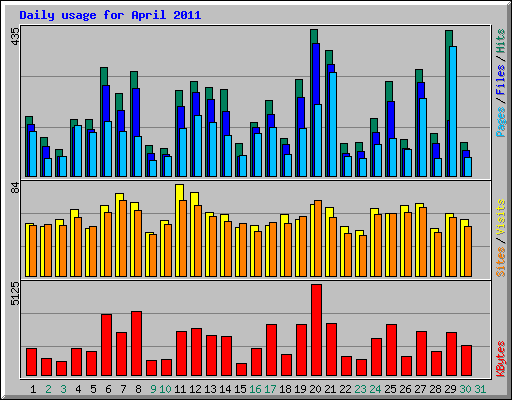 Daily usage for April 2011
435
Pages / Files / Hits
84
Sites / Visits
5125
KBytes
1 2 3 4 5 6 7 8 9 10 11 12 13 14 15 16 17 18 19 20 21 22 23 24 25 26 27 28 29 30 31